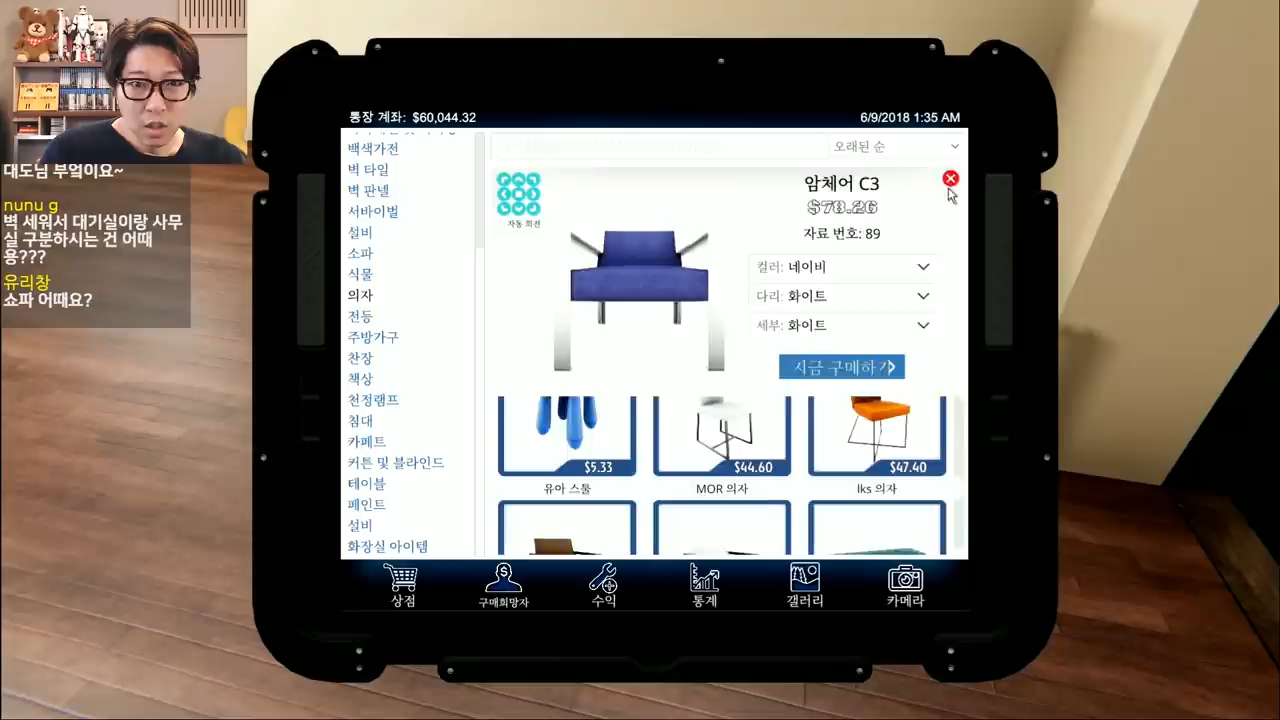 통장 계좌: $60,044.32
6/9/2018 1:35 AM
백색가전
벽 타일
벽 판넬
서바이벌
설비
소파
식물
의자
전등
주방가구
찬장
책상
천정램프
침대
카페트
커튼 및 블라인드
테이블
페인트
설비
화장실 아이템
오래된 순
자동 회전
암체어 C3
$78.26
자료 번호: 89
컬러: 네이비
다리: 화이트
세부: 화이트
지금 구매하기
$5.33
$44.60
$47.40
유아 스툴
MOR 의자
lks 의자
상점
구매희망자
수익
통계
갤러리
카메라
대도님 부엌이요~
nunu g
벽 세워서 대기실이랑 사무
실 구분하시는 건 어때
용???
유리창
쇼파 어때요?